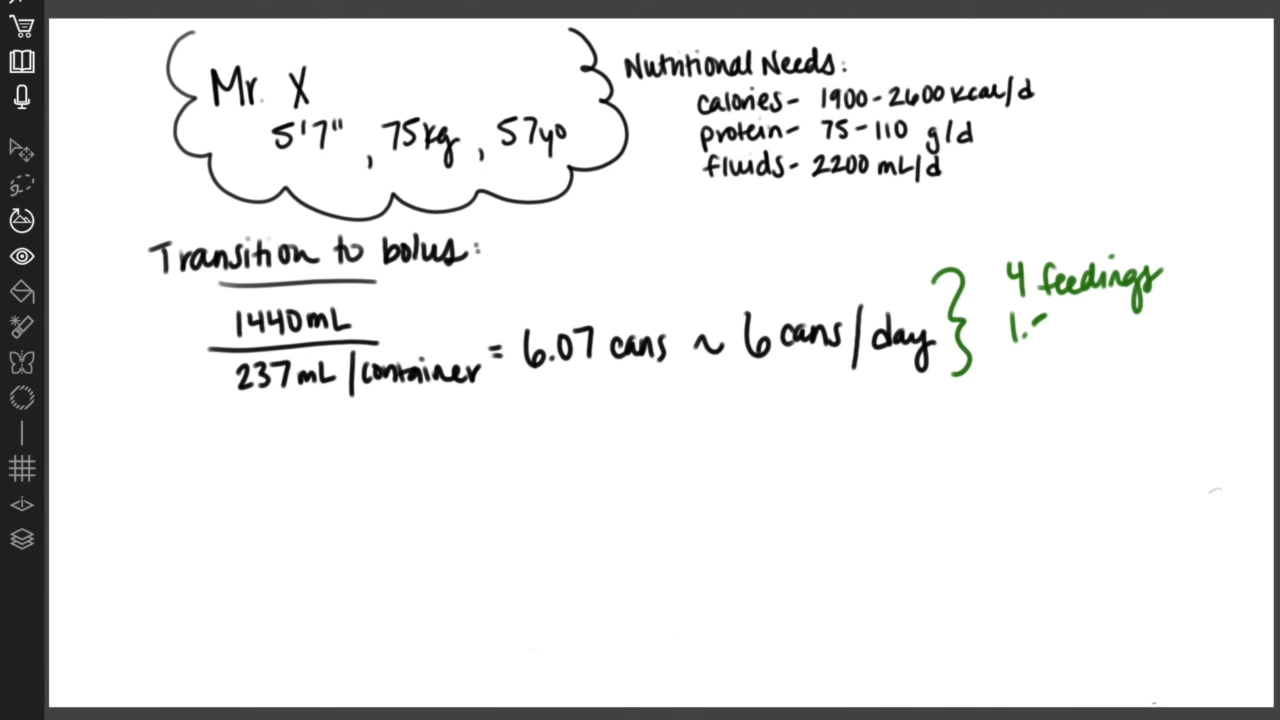 Mr. X
5'7", 75kg, 57yo
Nutritional Needs:
calories- 1900-2600 kcal/d
protein- 75-110 g/d
fluids- 2200 mL/d
Transition to bolus:
1440mL
237mL/container = 6.07 cans ~ 6 cans/day
4 feedings
1.